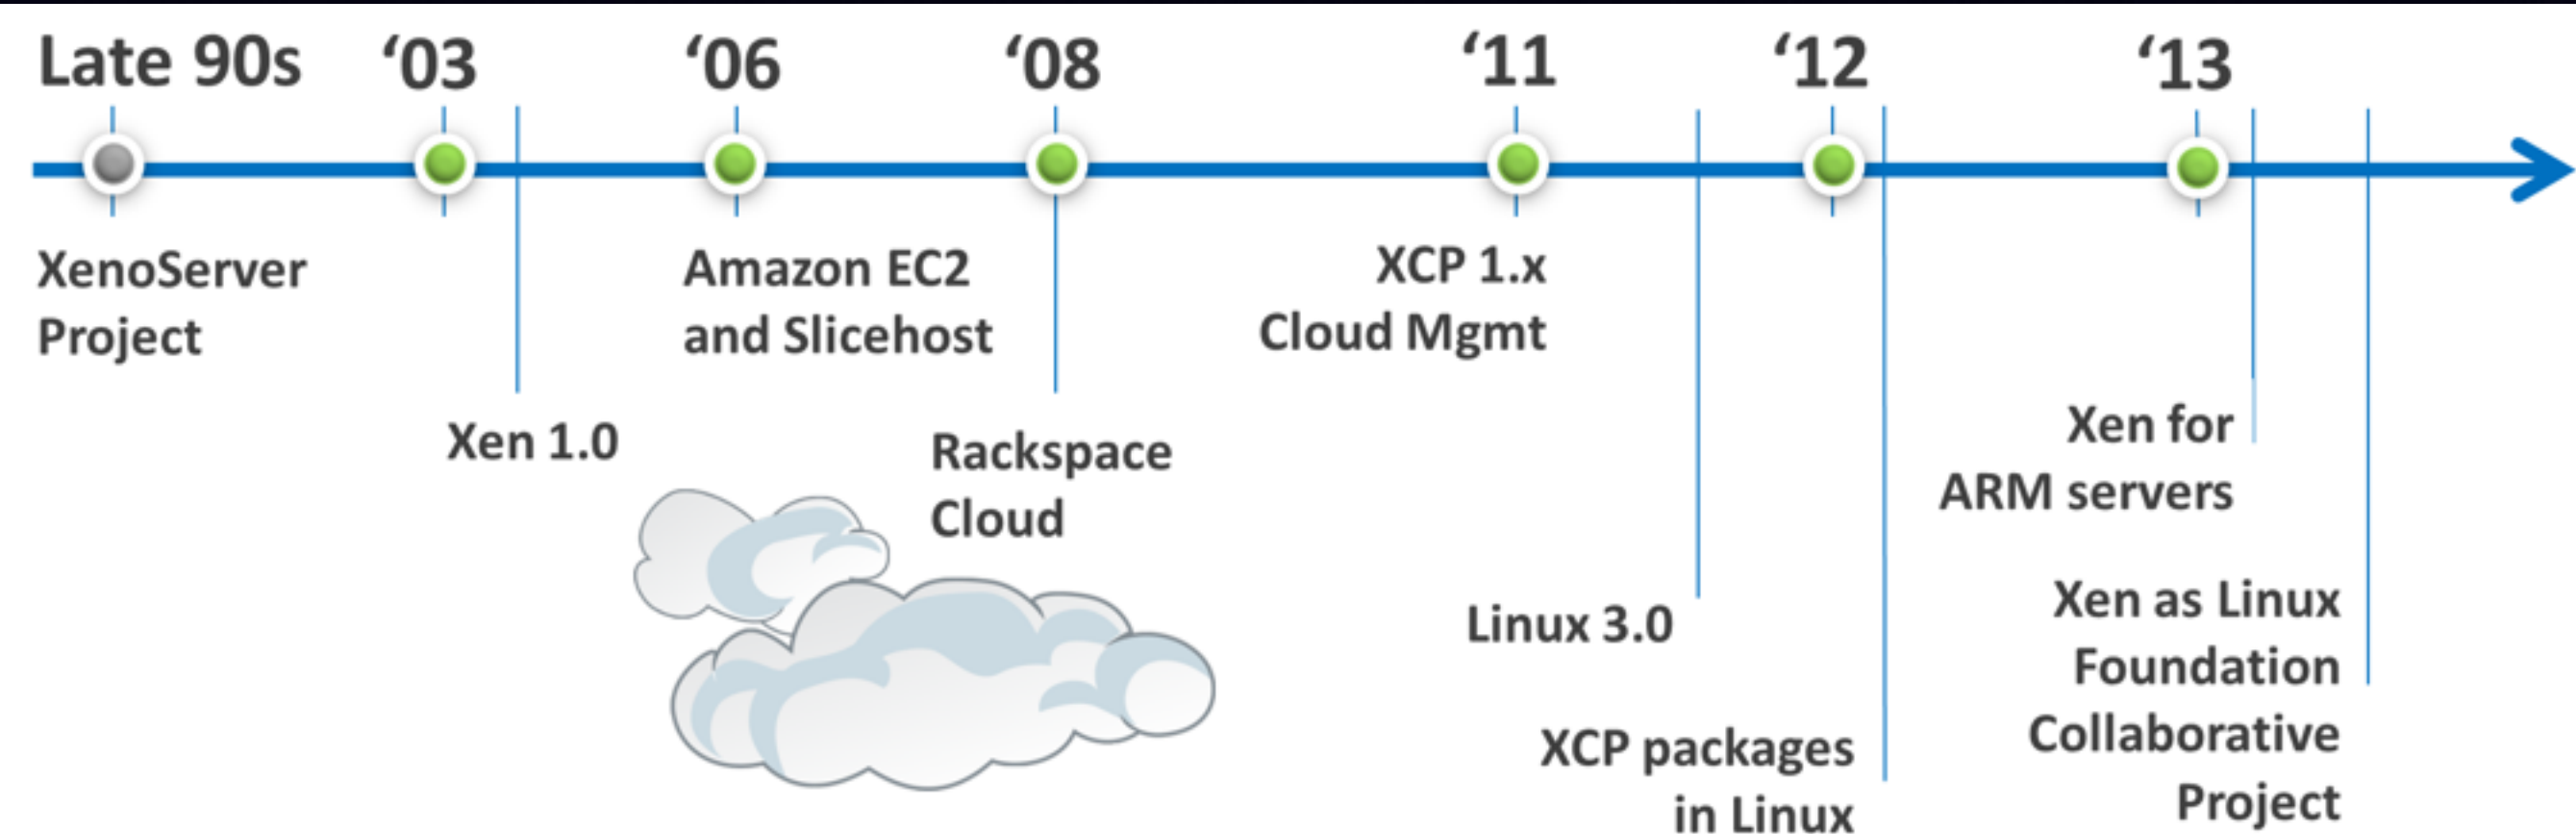 Late 90s ‘03 ‘06 ‘08 ‘11 ‘12 ‘13
XenoServer
Project
Xen 1.0
Amazon EC2
and Slicehost
Rackspace
Cloud
XCP 1.x
Cloud Mgmt
Linux 3.0
XCP packages
in Linux
Xen for
ARM servers
Xen as Linux
Foundation
Collaborative
Project